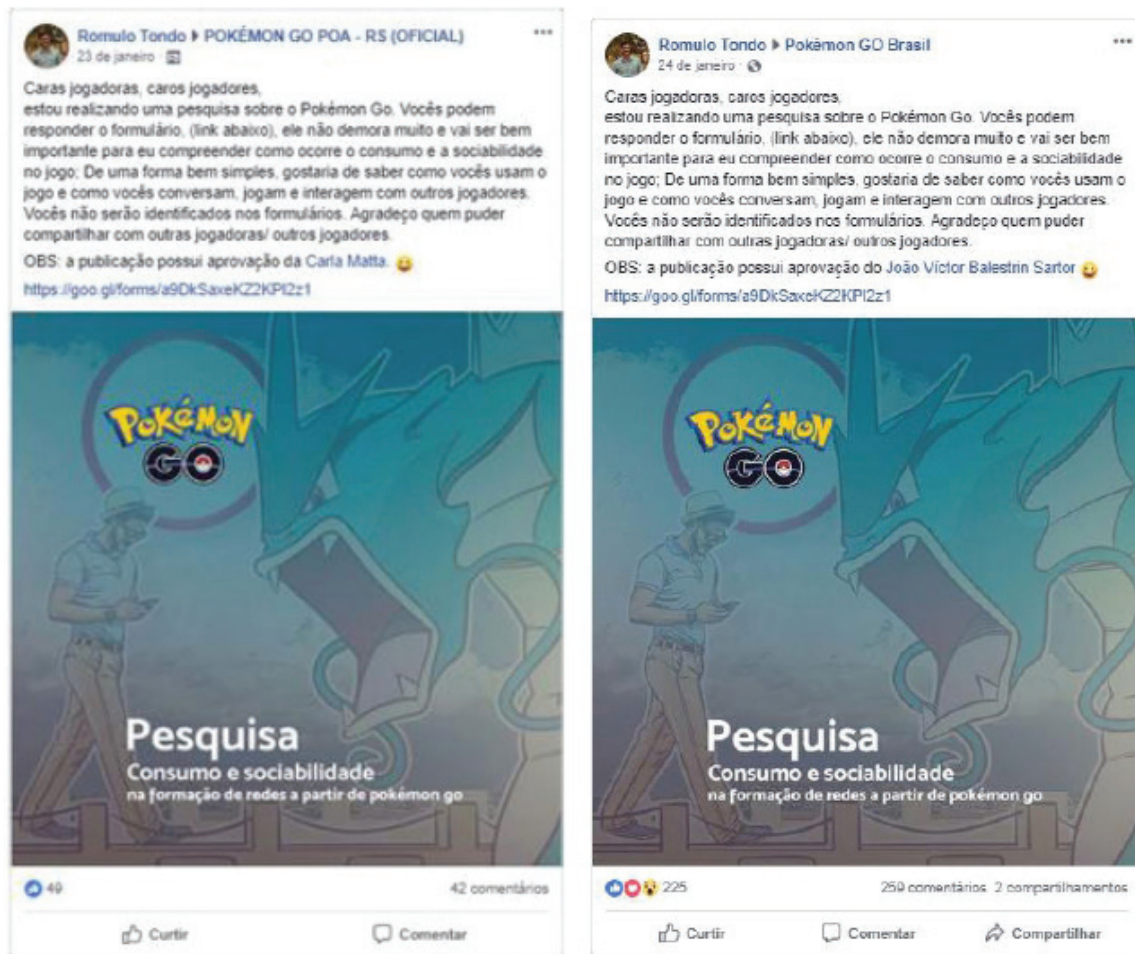 Romulo Tondo ▶ POKÉMON GO POA - RS (OFICIAL)
23 de janeiro
Caras jogadoras, caros jogadores,
estou realizando uma pesquisa sobre o Pokémon Go. Vocês podem
responder o formulário, (link abaixo), ele não demora muito e vai ser bem
importante para eu compreender como ocorre o consumo e a sociabilidade
no jogo; De uma forma bem simples, gostaria de saber como vocês usam o
jogo e como vocês conversam, jogam e interagem com outros jogadores.
Vocês não serão identificados nos formulários. Agradeço quem puder
compartilhar com outras jogadoras/ outros jogadores.
OBS: a publicação possui aprovação da Carla Matta. 😀
https://goo.gl/forms/a9DkSaxeKZ2KPI2z1
POKÉMON
GO
Pesquisa
Consumo e sociabilidade
na formação de redes a partir de pokémon go
49
42 comentários
Curtir
Comentar
Romulo Tondo ▶ Pokémon GO Brasil
24 de janeiro
Caras jogadoras, caros jogadores,
estou realizando uma pesquisa sobre o Pokémon Go. Vocês podem
responder o formulário, (link abaixo), ele não demora muito e vai ser bem
importante para eu compreender como ocorre o consumo e a sociabilidade
no jogo; De uma forma bem simples, gostaria de saber como vocês usam o
jogo e como vocês conversam, jogam e interagem com outros jogadores.
Vocês não serão identificados nos formulários. Agradeço quem puder
compartilhar com outras jogadoras/ outros jogadores.
OBS: a publicação possui aprovação do João Víctor Balestrin Sartor 😀
https://goo.gl/forms/a9DkSaxeKZ2KPI2z1
POKÉMON
GO
Pesquisa
Consumo e sociabilidade
na formação de redes a partir de pokémon go
225
259 comentários 2 compartilhamentos
Curtir
Comentar
Compartilhar